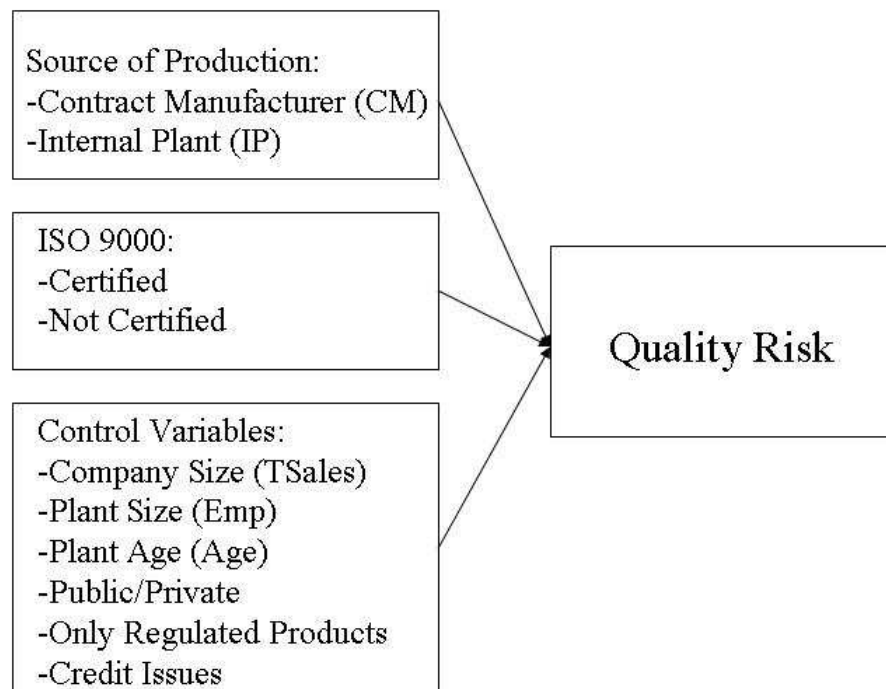 Source of Production:
-Contract Manufacturer (CM)
-Internal Plant (IP)
ISO 9000:
-Certified
-Not Certified
Quality Risk
Control Variables:
-Company Size (TSales)
-Plant Size (Emp)
-Plant Age (Age)
-Public/Private
-Only Regulated Products
-Credit Issues